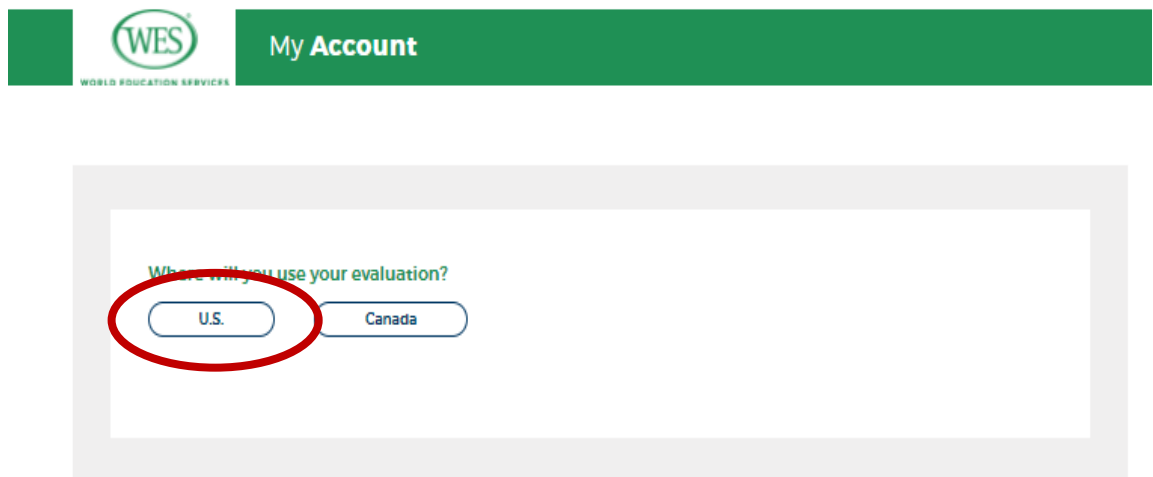 WES
My Account
WORLD EDUCATION SERVICES
Where will you use your evaluation?
U.S.
Canada